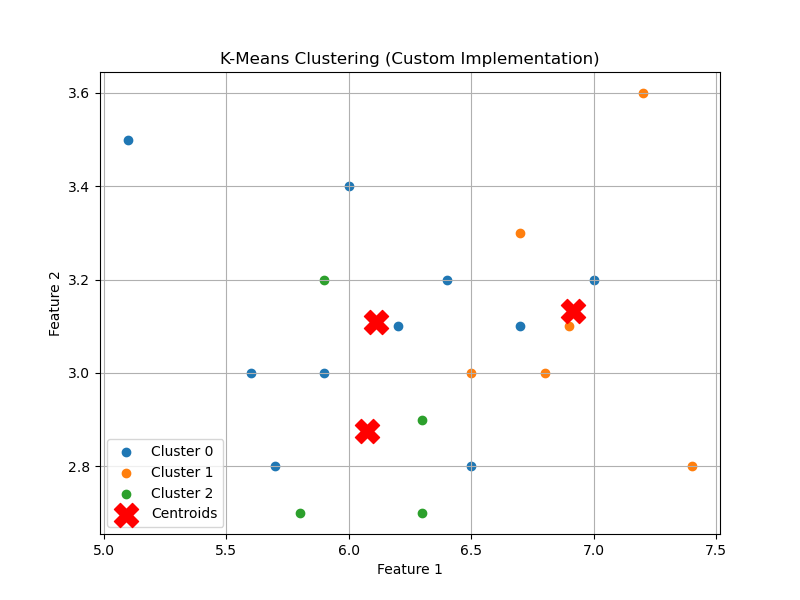 K-Means Clustering (Custom Implementation)
3.6
3.4
3.2
3.0
2.8
Feature 2
Cluster 0
Cluster 1
Cluster 2
Centroids
5.0 5.5 6.0 6.5 7.0 7.5
Feature 1